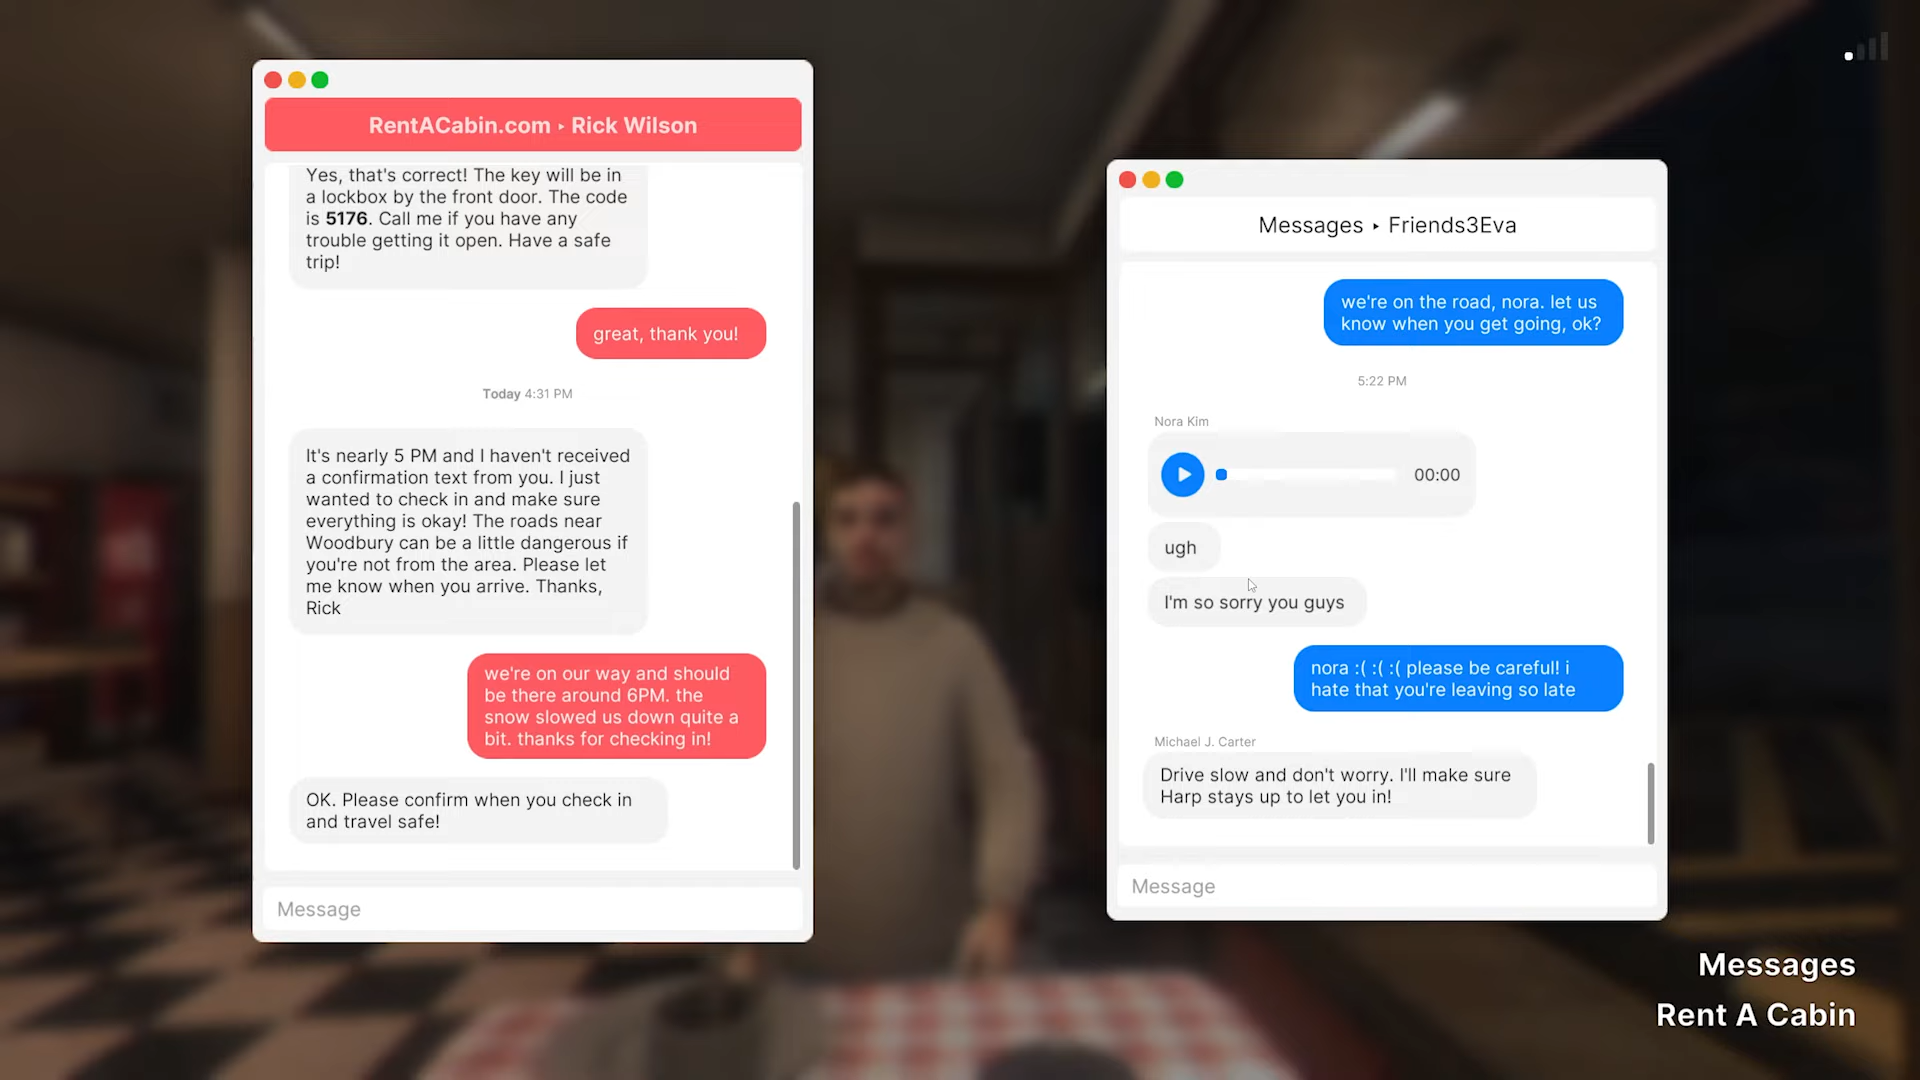 RentACabin.com ‣ Rick Wilson
Yes, that's correct! The key will be in
a lockbox by the front door. The code
is 5176. Call me if you have any
trouble getting it open. Have a safe
trip!
great, thank you!
Today 4:31 PM
It's nearly 5 PM and I haven't received
a confirmation text from you. I just
wanted to check in and make sure
everything is okay! The roads near
Woodbury can be a little dangerous if
you're not from the area. Please let
me know when you arrive. Thanks,
Rick
we're on our way and should
be there around 6PM. the
snow slowed us down quite a
bit. thanks for checking in!
OK. Please confirm when you check in
and travel safe!
Message
Messages ‣ Friends3Eva
we're on the road, nora. let us
know when you get going, ok?
5:22 PM
Nora Kim
00:00
ugh
I'm so sorry you guys
nora :( :( :( please be careful! i
hate that you're leaving so late
Michael J. Carter
Drive slow and don't worry. I'll make sure
Harp stays up to let you in!
Message
Messages
Rent A Cabin